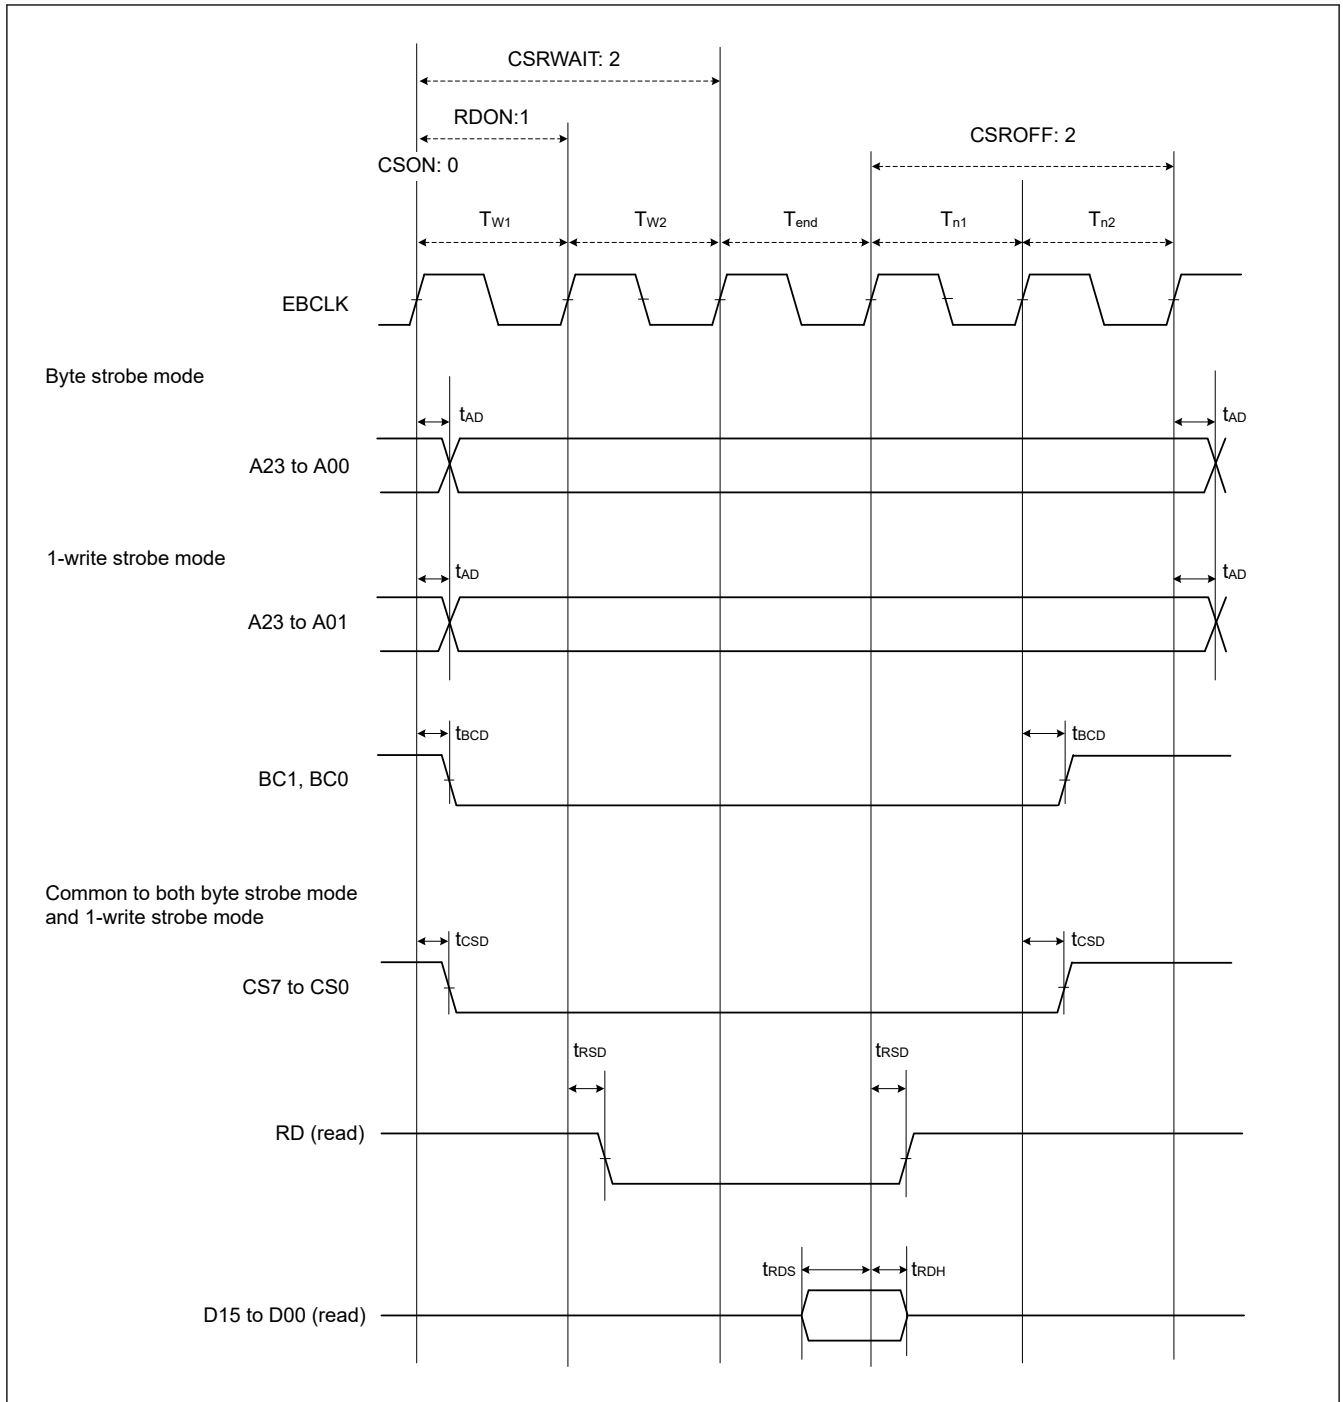 CSRWAIT: 2
RDON:1
CSROFF: 2
CSON: 0
TW1 TW2 Tend Tn1 Tn2
EBCLK
Byte strobe mode
tAD tAD
A23 to A00
1-write strobe mode
tAD tAD
A23 to A01
tBCD tBCD
BC1, BC0
Common to both byte strobe mode
and 1-write strobe mode
tCSD tCSD
CS7 to CS0
tRSD tRSD
RD (read)
tRDS tRDH
D15 to D00 (read)